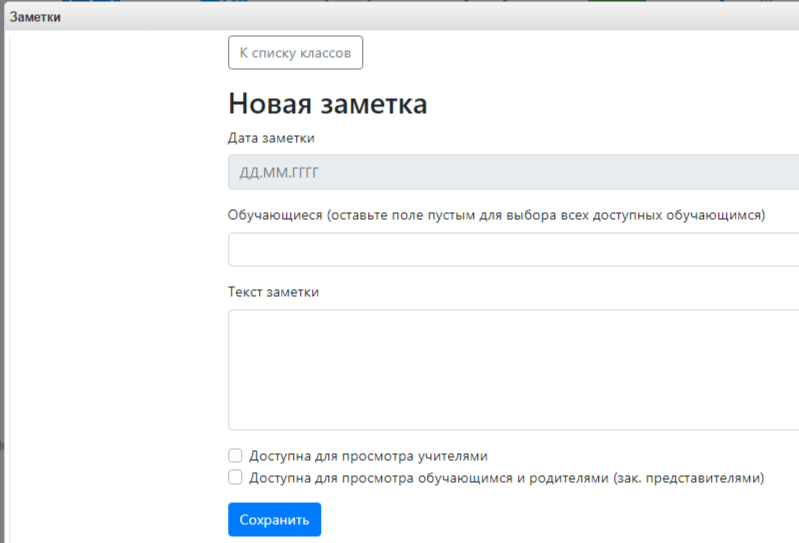 Заметки
К списку классов
Новая заметка
Дата заметки
ДД.ММ.ГГГГ
Обучающиеся (оставьте поле пустым для выбора всех доступных обучающимся)
Текст заметки
Доступна для просмотра учителями
Доступна для просмотра обучающимся и родителями (зак. представителями)
Сохранить